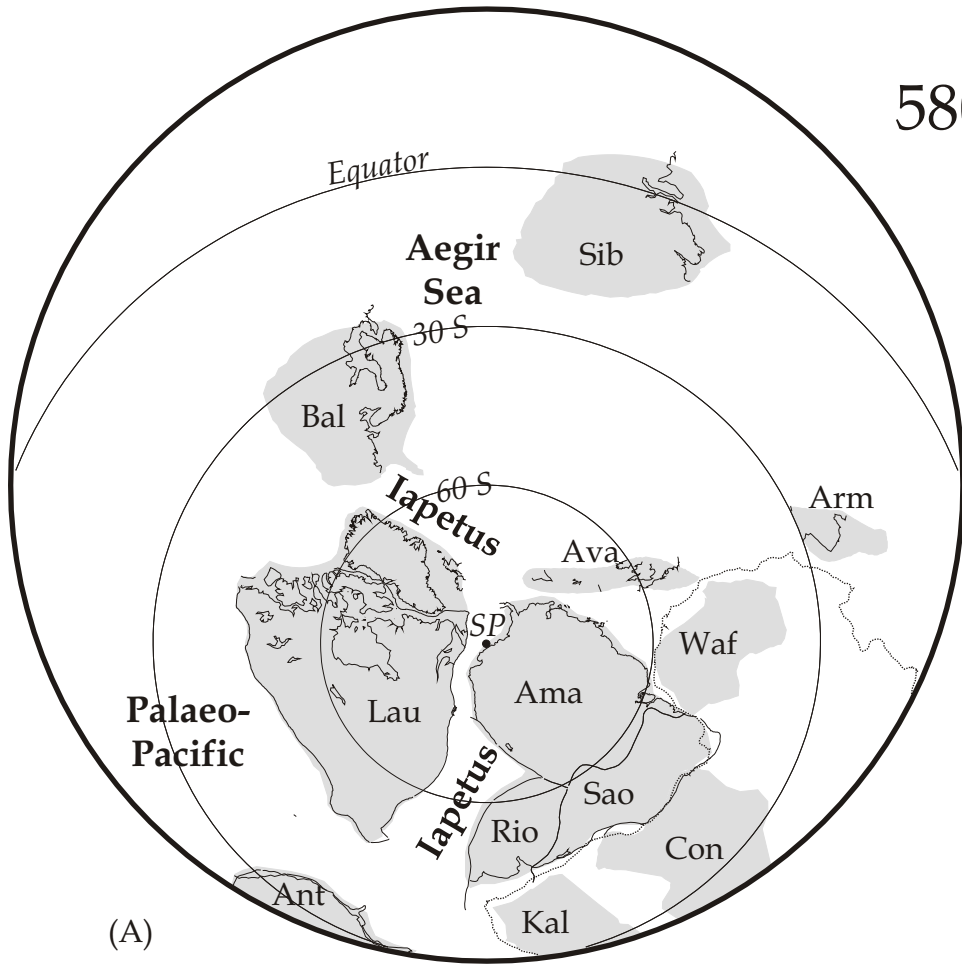 58
Equator
Aegir
Sea
Sib
30 S
Bal
60 S
Iapetus
Arm
Ava
SP
Waf
Ama
Lau
Palaeo-
Pacific
Iapetus
Sao
Rio
Con
Ant
Kal
(A)